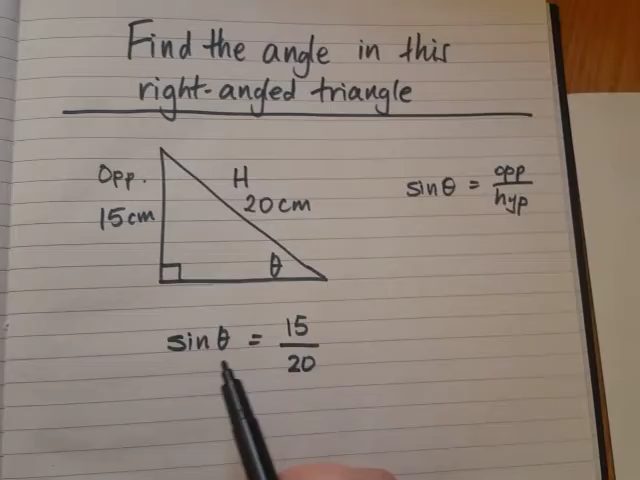 Find the angle in this
right-angled triangle
Opp.
15cm
H
20cm
θ
sinθ = opp/hyp
sinθ = 15/20